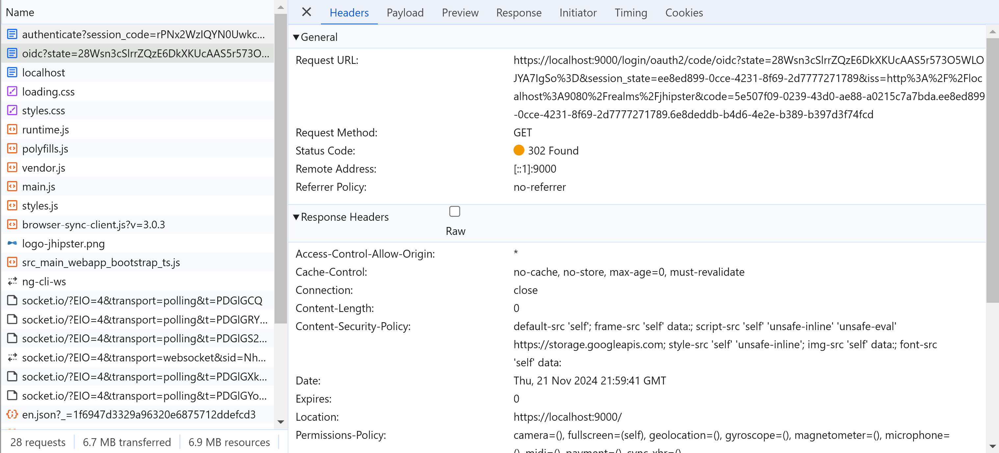 Name
authenticate?session_code=rPNx2WzIQYN0Uwkc...
oidc?state=28Wsn3cSlrrZQzE6DkXKUcAAS5r573O...
localhost
loading.css
styles.css
runtime.js
polyfills.js
vendor.js
main.js
styles.js
browser-sync-client.js?v=3.0.3
logo-jhipster.png
src_main_webapp_bootstrap_ts.js
ng-cli-ws
socket.io/?EIO=4&transport=polling&t=PDGlGCQ
socket.io/?EIO=4&transport=polling&t=PDGlGRY...
socket.io/?EIO=4&transport=polling&t=PDGlGS2...
socket.io/?EIO=4&transport=websocket&sid=Nh...
socket.io/?EIO=4&transport=polling&t=PDGlGXk...
socket.io/?EIO=4&transport=polling&t=PDGlGYo...
en.json?_=1f6947d3329a96320e6875712ddefcd3
28 requests 6.7 MB transferred 6.9 MB resources
Headers Payload Preview Response Initiator Timing Cookies
General
Request URL: https://localhost:9000/login/oauth2/code/oidc?state=28Wsn3cSlrrZQzE6DkXKUcAAS5r573O5WLO
JYA7IgSo%3D&session_state=ee8ed899-0cce-4231-8f69-2d7777271789&iss=http%3A%2F%2Floc
alhost%3A9080%2Frealms%2Fjhipster&code=5e507f09-0239-43d0-ae88-a0215c7a7bda.ee8ed899
-0cce-4231-8f69-2d7777271789.6e8deddb-b4d6-4e2e-b389-b397d3f74fcd
Request Method: GET
Status Code: 302 Found
Remote Address: [::1]:9000
Referrer Policy: no-referrer
Response Headers
Raw
Access-Control-Allow-Origin: *
Cache-Control: no-cache, no-store, max-age=0, must-revalidate
Connection: close
Content-Length: 0
Content-Security-Policy: default-src 'self'; frame-src 'self' data:; script-src 'self' 'unsafe-inline' 'unsafe-eval'
https://storage.googleapis.com; style-src 'self' 'unsafe-inline'; img-src 'self' data:; font-src
'self' data:
Date: Thu, 21 Nov 2024 21:59:41 GMT
Expires: 0
Location: https://localhost:9000/
Permissions-Policy: camera=(), fullscreen=(self), geolocation=(), gyroscope=(), magnetometer=(), microphone=
(), midi=(), payment=(), sync-xhr=()